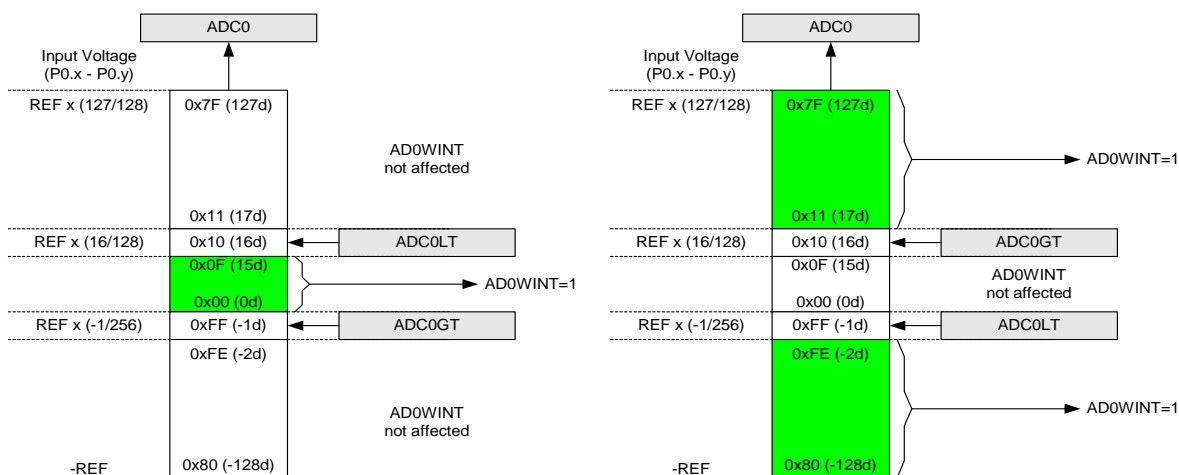 ADC0
Input Voltage
(P0.x - P0.y)
REF x (127/128)
0x7F (127d)
AD0WINT
not affected
0x11 (17d)
REF x (16/128)
0x10 (16d)
ADC0LT
0x0F (15d)
AD0WINT=1
0x00 (0d)
REF x (-1/256)
0xFF (-1d)
ADC0GT
0xFE (-2d)
AD0WINT
not affected
-REF
0x80 (-128d)
ADC0
Input Voltage
(P0.x - P0.y)
REF x (127/128)
0x7F (127d)
AD0WINT=1
0x11 (17d)
REF x (16/128)
0x10 (16d)
ADC0GT
0x0F (15d)
AD0WINT
not affected
0x00 (0d)
REF x (-1/256)
0xFF (-1d)
ADC0LT
0xFE (-2d)
AD0WINT=1
-REF
0x80 (-128d)